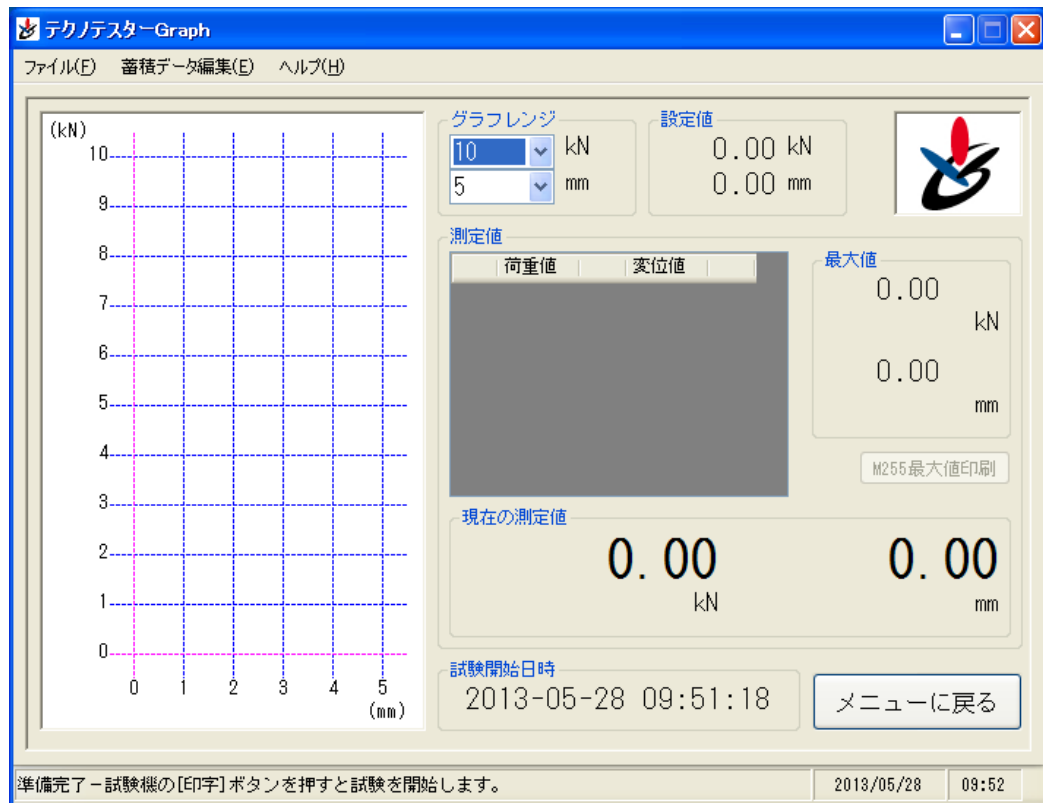 テクノテスターGraph
ファイル(F) 蓄積データ編集(E) ヘルプ(H)
(kN)
10
9
8
7
6
5
4
3
2
1
0
0 1 2 3 4 5
(mm)
グラフレンジ
10 kN
5 mm
設定値
0.00 kN
0.00 mm
測定値
荷重値 変位値
最大値
0.00
kN
0.00
mm
M255最大値印刷
現在の測定値
0.00 0.00
kN mm
試験開始日時
2013-05-28 09:51:18
メニューに戻る
準備完了－試験機の[印字]ボタンを押すと試験を開始します。 2013/05/28 09:52